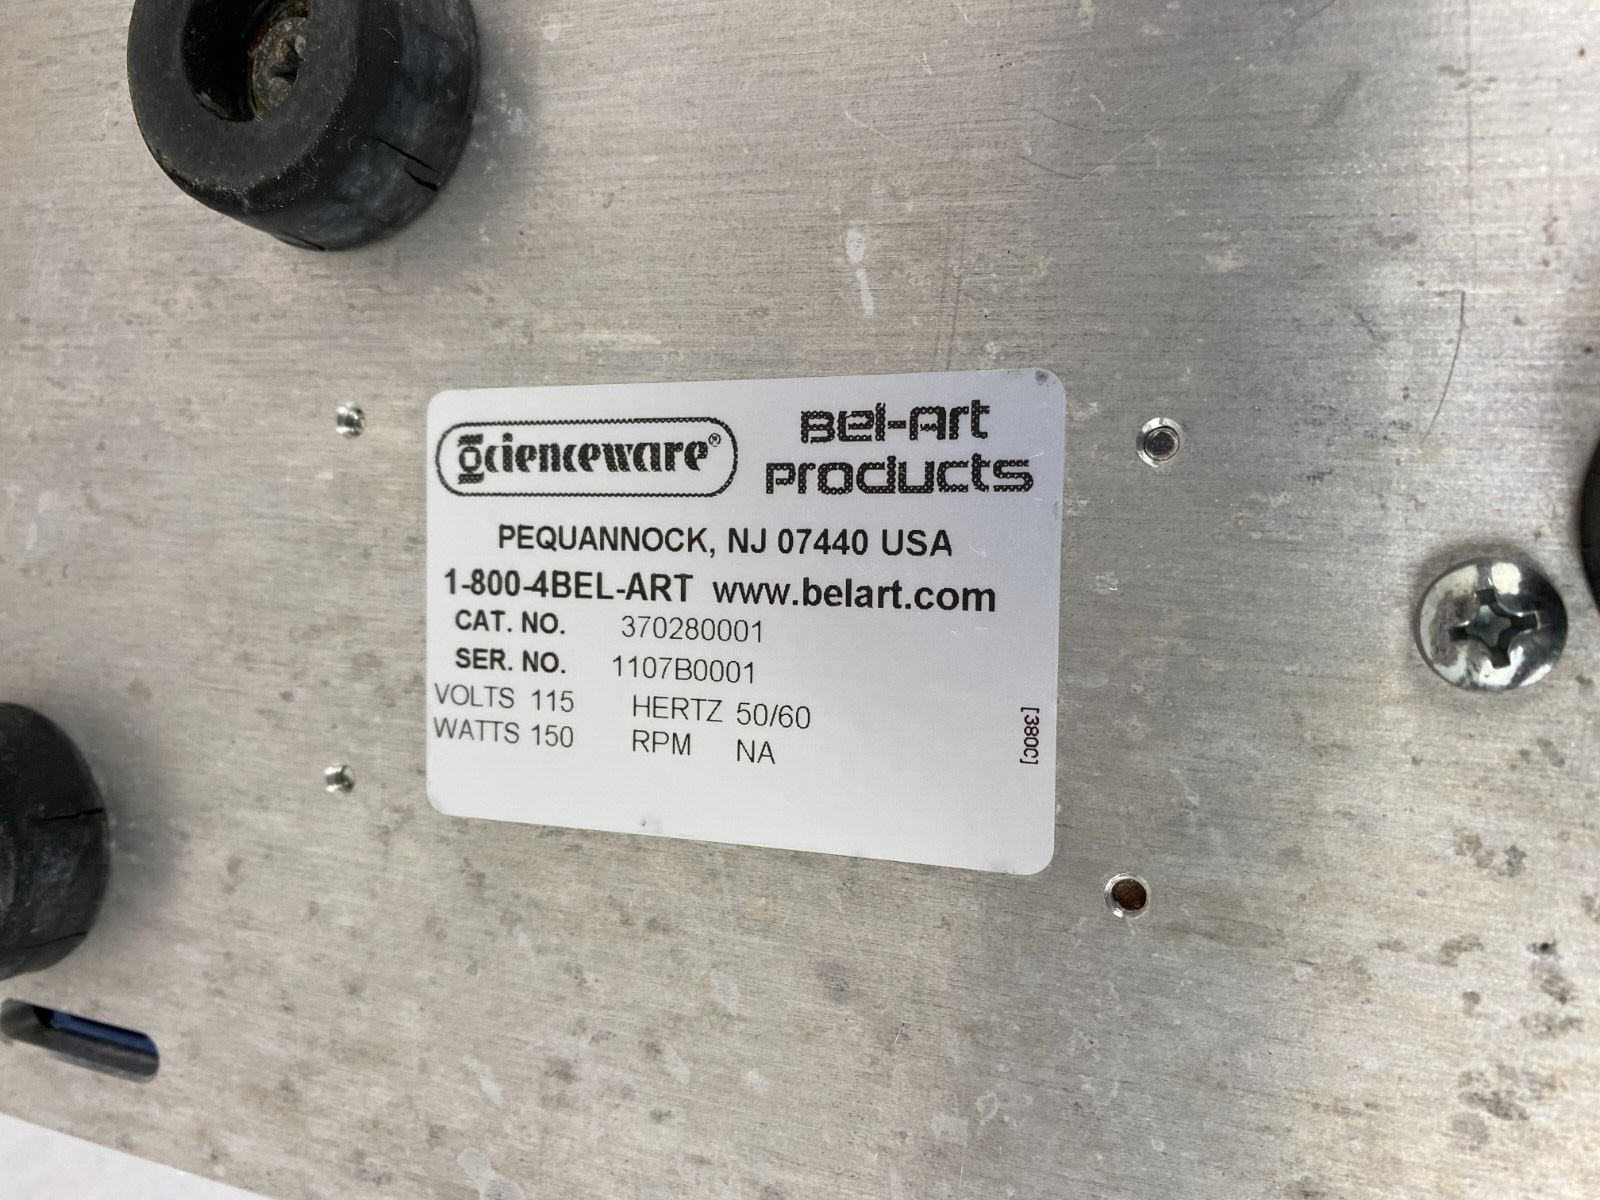 Scienceware®
Bel-Art
Products
PEQUANNOCK, NJ 07440 USA
1-800-4BEL-ART www.belart.com
CAT. NO. 370280001
SER. NO. 1107B0001
VOLTS 115 HERTZ 50/60
WATTS 150 RPM NA
[380C]